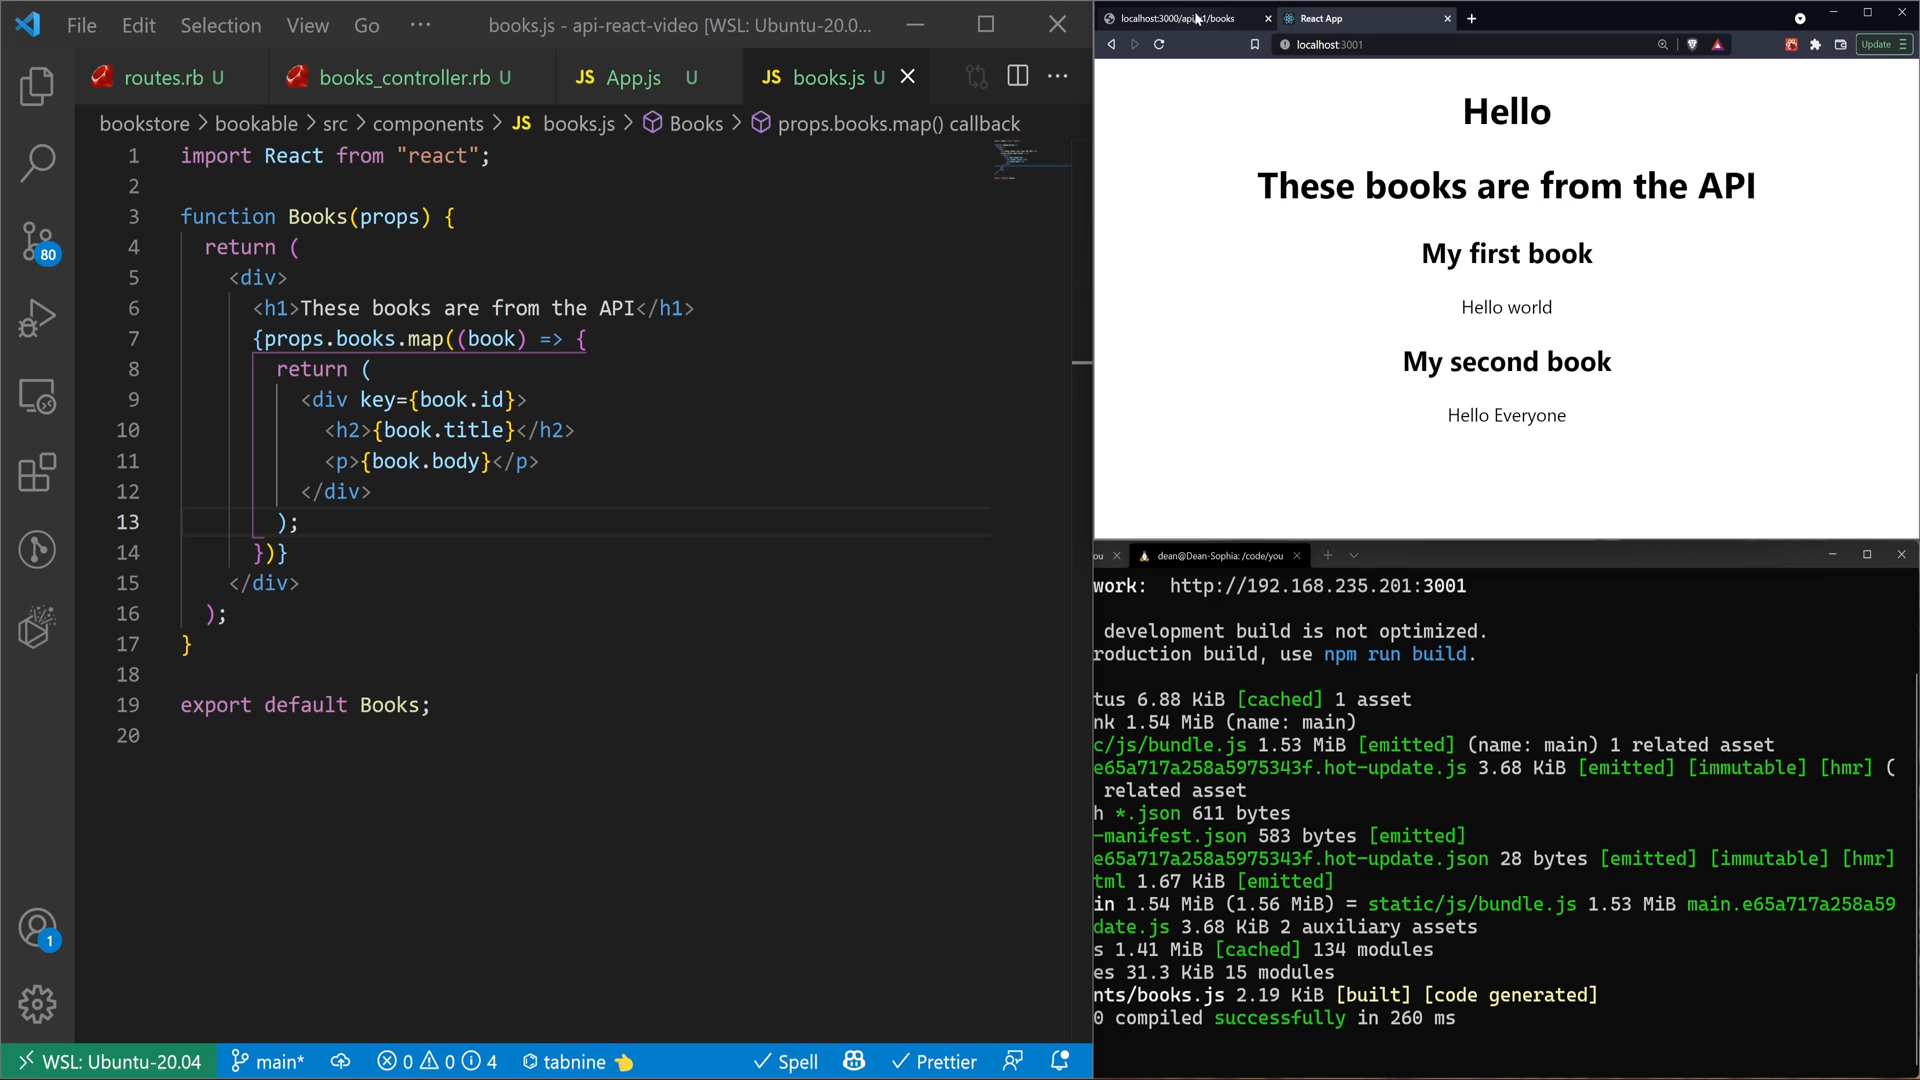 File Edit Selection View Go ··· books.js - api-react-video [WSL: Ubuntu-20.0...
routes.rb U books_controller.rb U JS App.js U JS books.js U
bookstore > bookable > src > components > JS books.js > Books > props.books.map() callback
1 import React from "react";
2
3 function Books(props) {
4 return (
5 <div>
6 <h1>These books are from the API</h1>
7 {props.books.map((book) => {
8 return (
9 <div key={book.id}>
10 <h2>{book.title}</h2>
11 <p>{book.body}</p>
12 </div>
13 );
14 })}
15 </div>
16 );
17 }
18
19 export default Books;
20
80
1
WSL: Ubuntu-20.04 main* 0 0 4 tabnine Spell Prettier
React App
localhost:3001 Update
Hello
These books are from the API
My first book
Hello world
My second book
Hello Everyone
ou dean@Dean-Sophia: /code/you
work: http://192.168.235.201:3001
development build is not optimized.
roduction build, use npm run build.
tus 6.88 KiB [cached] 1 asset
nk 1.54 MiB (name: main)
c/js/bundle.js 1.53 MiB [emitted] (name: main) 1 related asset
e65a717a258a5975343f.hot-update.js 3.68 KiB [emitted] [immutable] [hmr] (
related asset
h *.json 611 bytes
-manifest.json 583 bytes [emitted]
e65a717a258a5975343f.hot-update.json 28 bytes [emitted] [immutable] [hmr]
tml 1.67 KiB [emitted]
in 1.54 MiB (1.56 MiB) = static/js/bundle.js 1.53 MiB main.e65a717a258a59
date.js 3.68 KiB 2 auxiliary assets
s 1.41 MiB [cached] 134 modules
es 31.3 KiB 15 modules
nts/books.js 2.19 KiB [built] [code generated]
0 compiled successfully in 260 ms